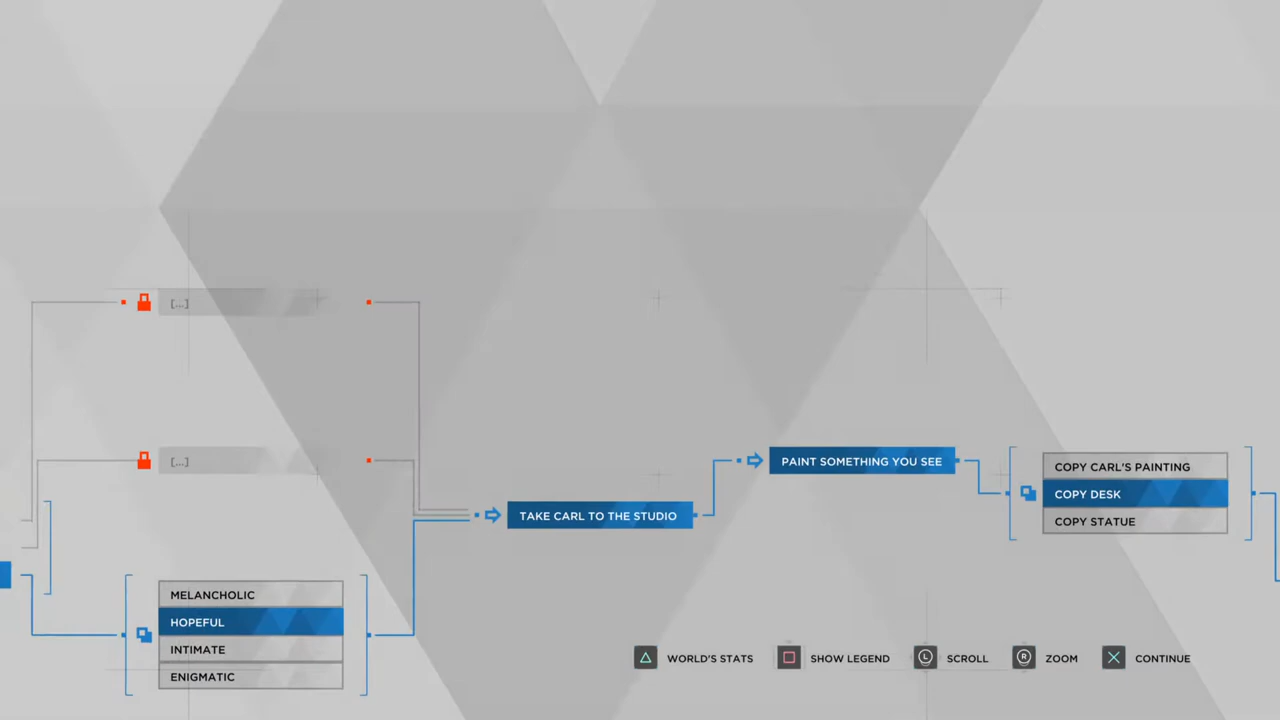 [...]
[...]
MELANCHOLIC
HOPEFUL
INTIMATE
ENIGMATIC
TAKE CARL TO THE STUDIO
PAINT SOMETHING YOU SEE
COPY CARL'S PAINTING
COPY DESK
COPY STATUE
WORLD'S STATS
SHOW LEGEND
L SCROLL
R ZOOM
CONTINUE